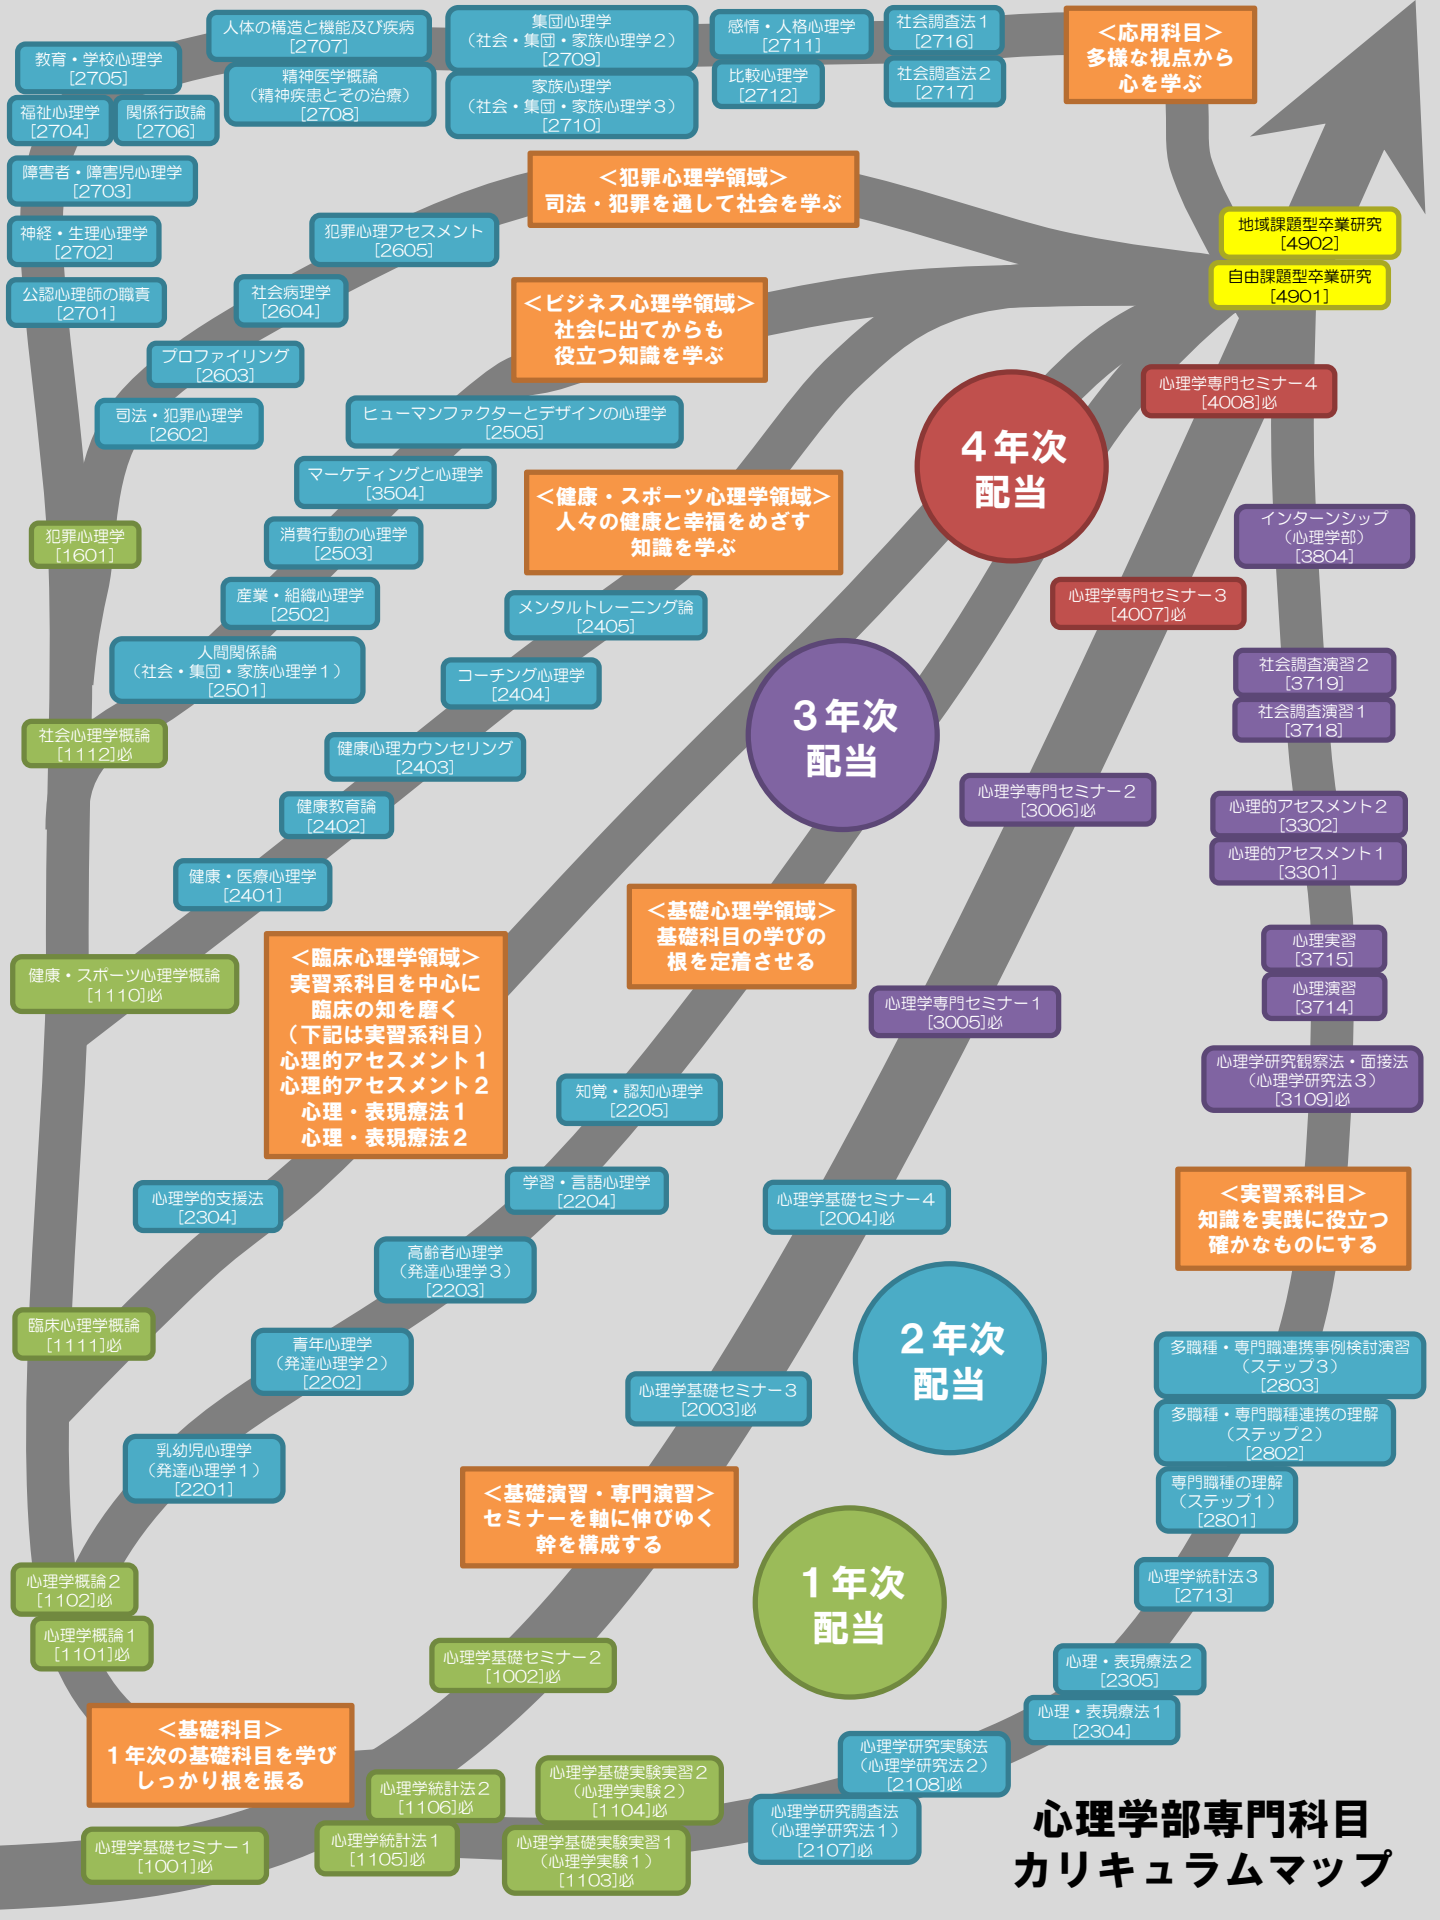 人体の構造と機能及び疾病
[2707]
集団心理学
（社会・集団・家族心理学２）
[2709]
感情・人格心理学
[2711]
社会調査法１
[2716]
＜応用科目＞
多様な視点から
心を学ぶ
教育・学校心理学
[2705]
精神医学概論
（精神疾患とその治療）
[2708]
家族心理学
（社会・集団・家族心理学３）
[2710]
比較心理学
[2712]
社会調査法２
[2717]
福祉心理学
[2704]
関係行政論
[2706]
障害者・障害児心理学
[2703]
神経・生理心理学
[2702]
公認心理師の職責
[2701]
＜犯罪心理学領域＞
司法・犯罪を通して社会を学ぶ
犯罪心理アセスメント
[2605]
社会病理学
[2604]
プロファイリング
[2603]
司法・犯罪心理学
[2602]
犯罪心理学
[1601]
地域課題型卒業研究
[4902]
自由課題型卒業研究
[4901]
＜ビジネス心理学領域＞
社会に出てからも
役立つ知識を学ぶ
ヒューマンファクターとデザインの心理学
[2505]
マーケティングと心理学
[3504]
消費行動の心理学
[2503]
産業・組織心理学
[2502]
人間関係論
（社会・集団・家族心理学１）
[2501]
社会心理学概論
[1112]必
４年次
配当
心理学専門セミナー４
[4008]必
＜健康・スポーツ心理学領域＞
人々の健康と幸福をめざす
知識を学ぶ
メンタルトレーニング論
[2405]
コーチング心理学
[2404]
健康心理カウンセリング
[2403]
健康教育論
[2402]
健康・医療心理学
[2401]
健康・スポーツ心理学概論
[1110]必
心理学専門セミナー３
[4007]必
インターンシップ
（心理学部）
[3804]
３年次
配当
社会調査演習２
[3719]
社会調査演習１
[3718]
心理学専門セミナー２
[3006]必
心理的アセスメント２
[3302]
心理的アセスメント１
[3301]
＜臨床心理学領域＞
実習系科目を中心に
臨床の知を磨く
（下記は実習系科目）
心理的アセスメント１
心理的アセスメント２
心理・表現療法１
心理・表現療法２
＜基礎心理学領域＞
基礎科目の学びの
根を定着させる
心理実習
[3715]
心理演習
[3714]
心理学専門セミナー１
[3005]必
心理学研究観察法・面接法
（心理学研究法３）
[3109]必
知覚・認知心理学
[2205]
学習・言語心理学
[2204]
心理学的支援法
[2304]
高齢者心理学
（発達心理学３）
[2203]
心理学基礎セミナー４
[2004]必
＜実習系科目＞
知識を実践に役立つ
確かなものにする
臨床心理学概論
[1111]必
青年心理学
（発達心理学２）
[2202]
２年次
配当
多職種・専門職連携事例検討演習
（ステップ３）
[2803]
多職種・専門職種連携の理解
（ステップ２）
[2802]
専門職種の理解
（ステップ１）
[2801]
心理学基礎セミナー３
[2003]必
乳幼児心理学
（発達心理学１）
[2201]
＜基礎演習・専門演習＞
セミナーを軸に伸びゆく
幹を構成する
１年次
配当
心理学統計法３
[2713]
心理学概論２
[1102]必
心理学概論１
[1101]必
心理学基礎セミナー２
[1002]必
心理・表現療法２
[2305]
心理・表現療法１
[2304]
＜基礎科目＞
１年次の基礎科目を学び
しっかり根を張る
心理学統計法２
[1106]必
心理学基礎実験実習２
（心理学実験２）
[1104]必
心理学研究実験法
（心理学研究法２）
[2108]必
心理学基礎セミナー１
[1001]必
心理学統計法１
[1105]必
心理学基礎実験実習１
（心理学実験１）
[1103]必
心理学研究調査法
（心理学研究法１）
[2107]必
心理学部専門科目
カリキュラムマップ